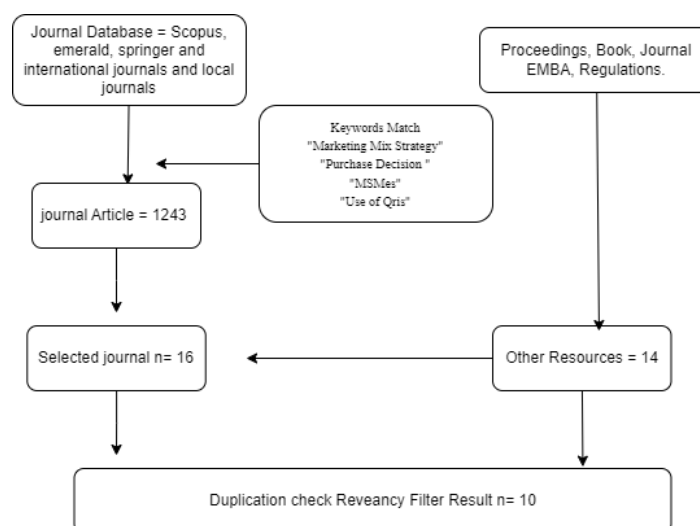 Journal Database = Scopus,
emerald, springer and
international journals and local
journals
Proceedings, Book, Journal
EMBA, Regulations.
Keywords Match
"Marketing Mix Strategy"
"Purchase Decision "
"MSMes"
"Use of Qris"
journal Article = 1243
Selected journal n= 16
Other Resources = 14
Duplication check Reveancy Filter Result n= 10